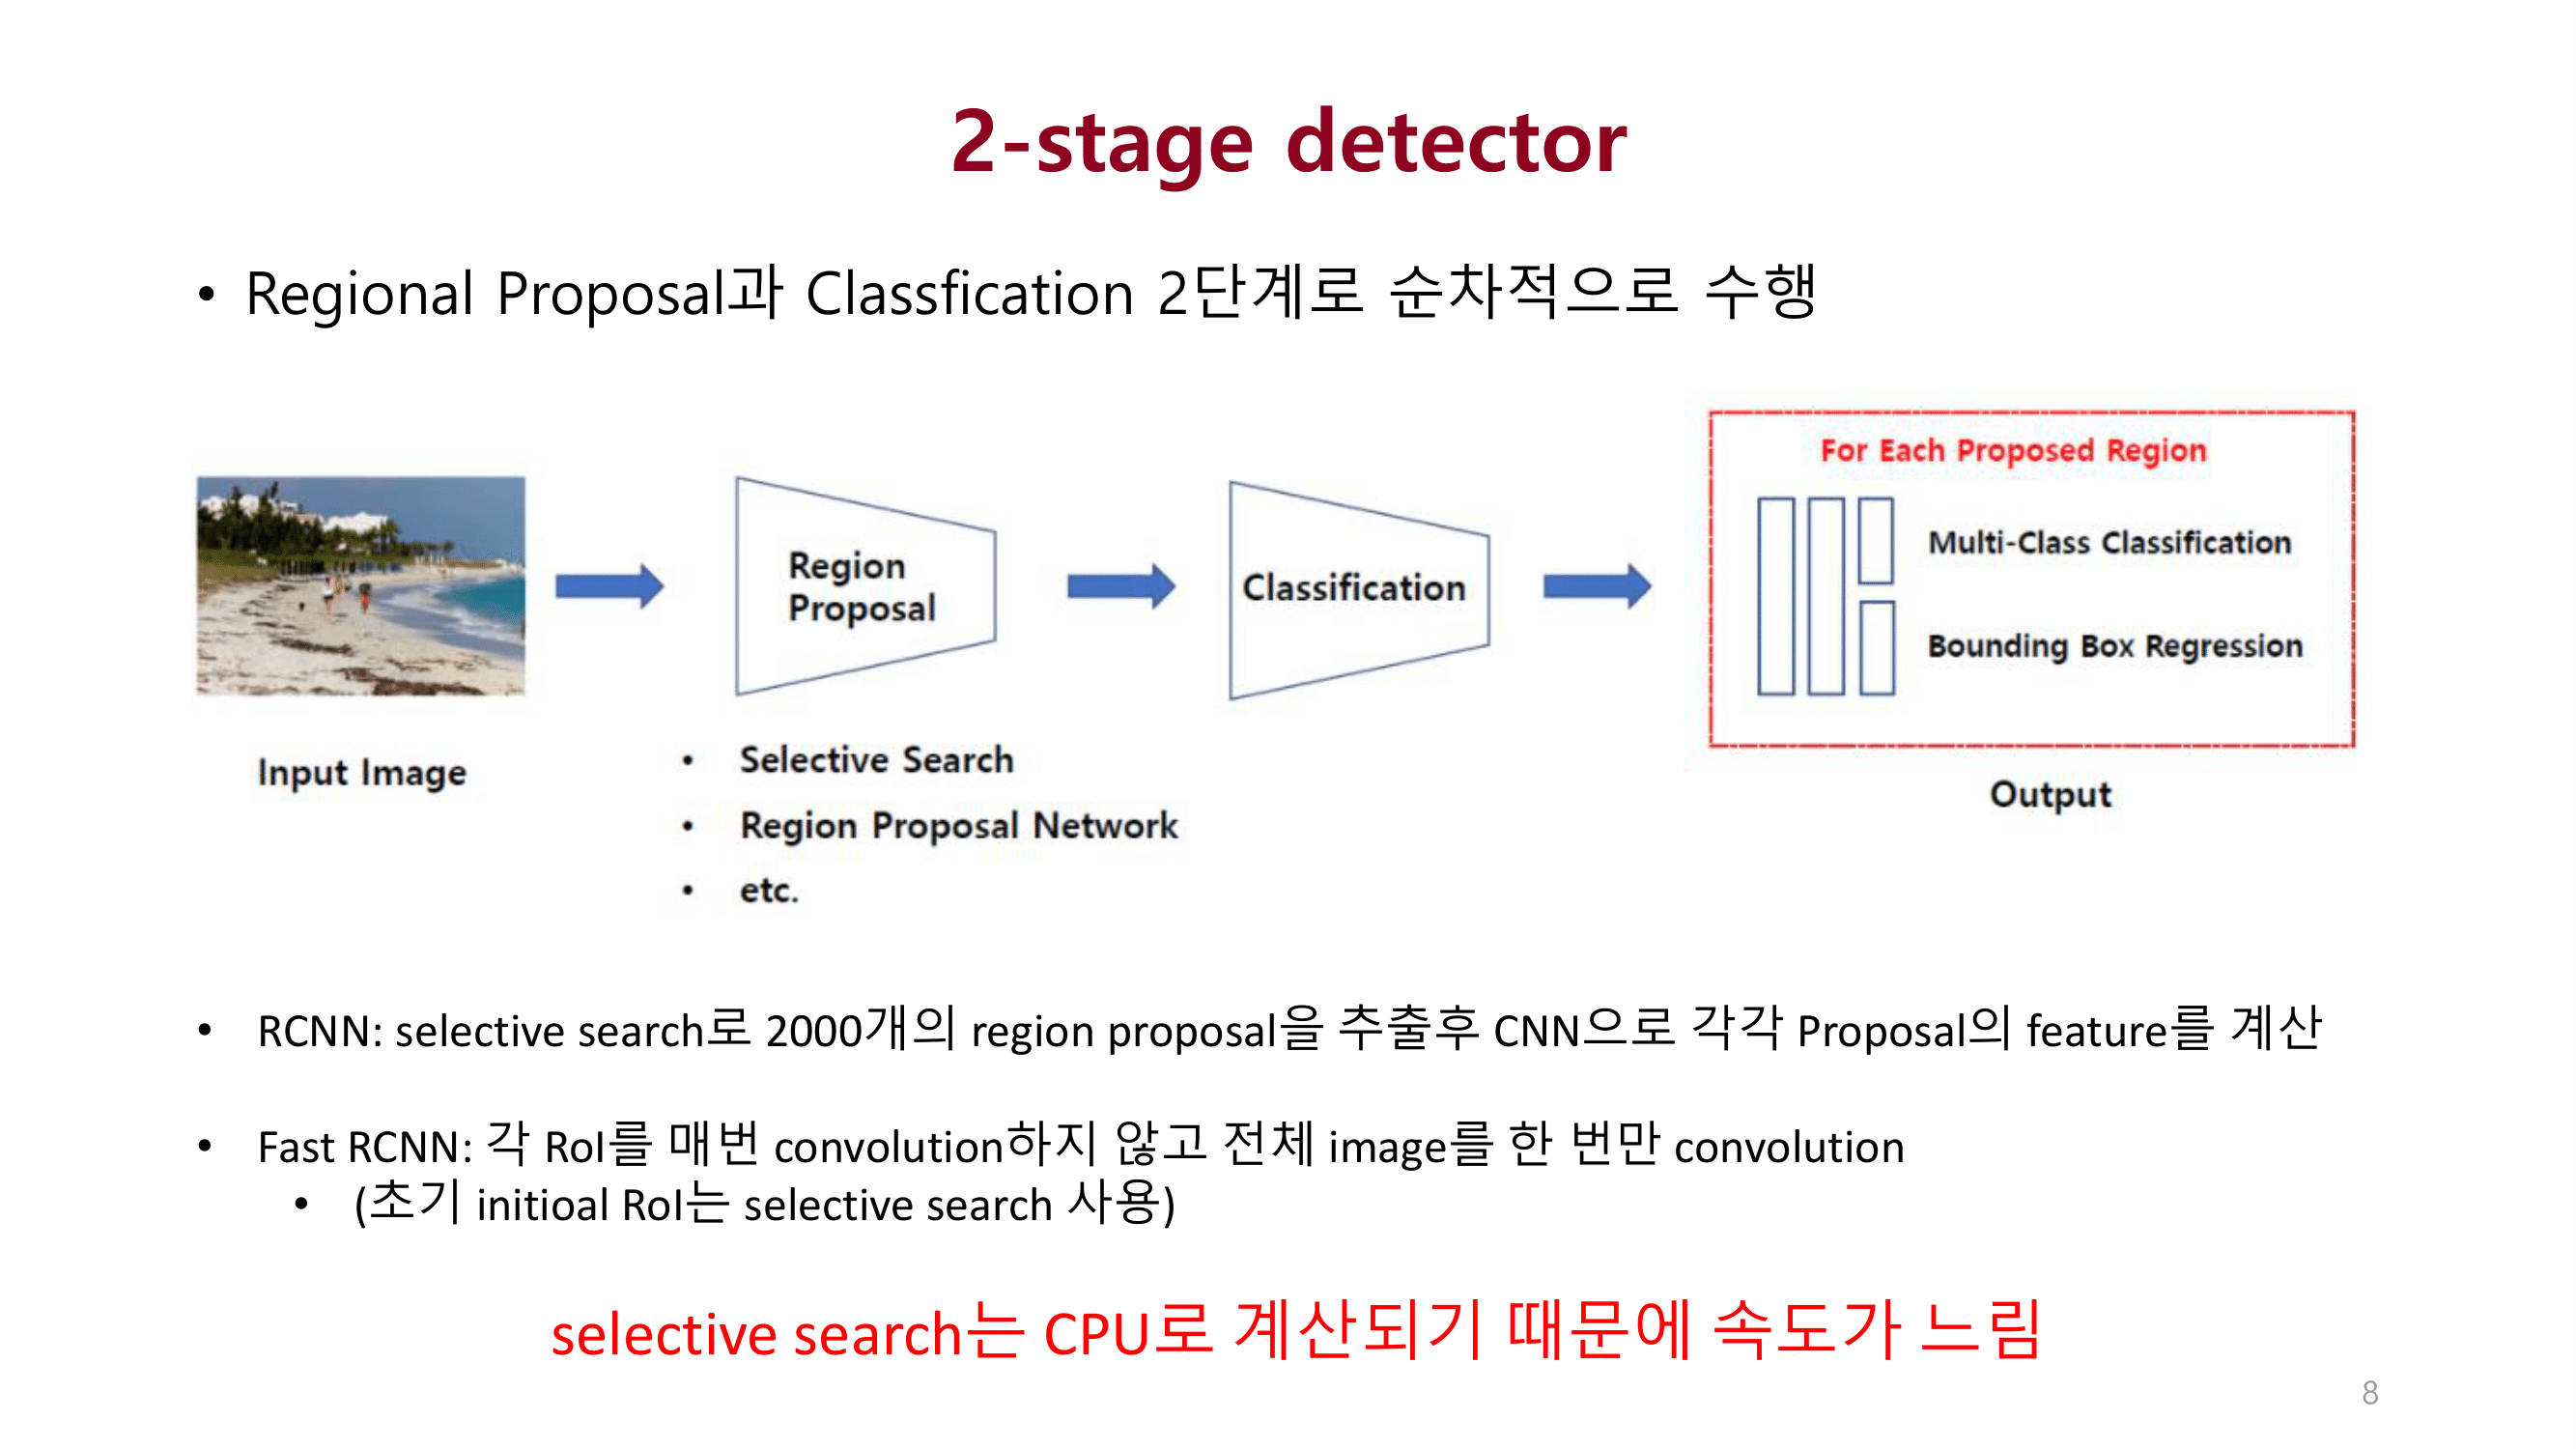 2-stage detector
• Regional Proposal과 Classfication 2단계로 순차적으로 수행
For Each Proposed Region
Multi-Class Classification
Bounding Box Regression
Region
Proposal
Classification
Input Image
Output
• Selective Search
• Region Proposal Network
• etc.
• RCNN: selective search로 2000개의 region proposal을 추출후 CNN으로 각각 Proposal의 feature를 계산
• Fast RCNN: 각 RoI를 매번 convolution하지 않고 전체 image를 한 번만 convolution
• (초기 initioal RoI는 selective search 사용)
selective search는 CPU로 계산되기 때문에 속도가 느림
8